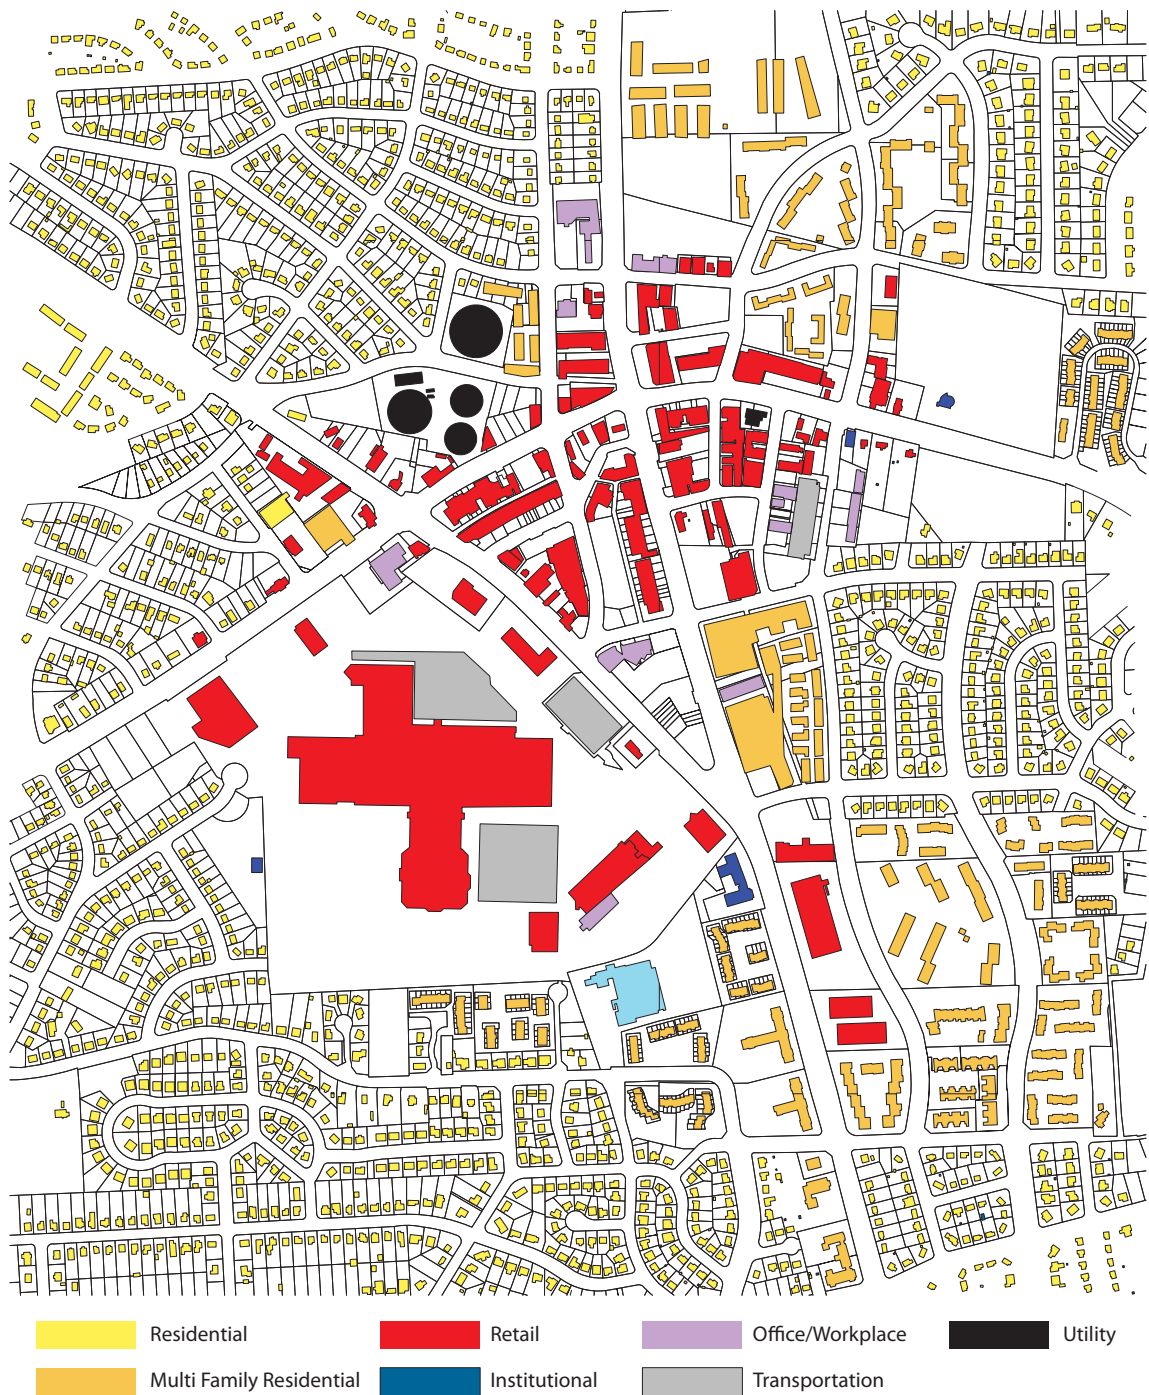 Residential
Retail
Office/Workplace
Utility
Multi Family Residential
Institutional
Transportation